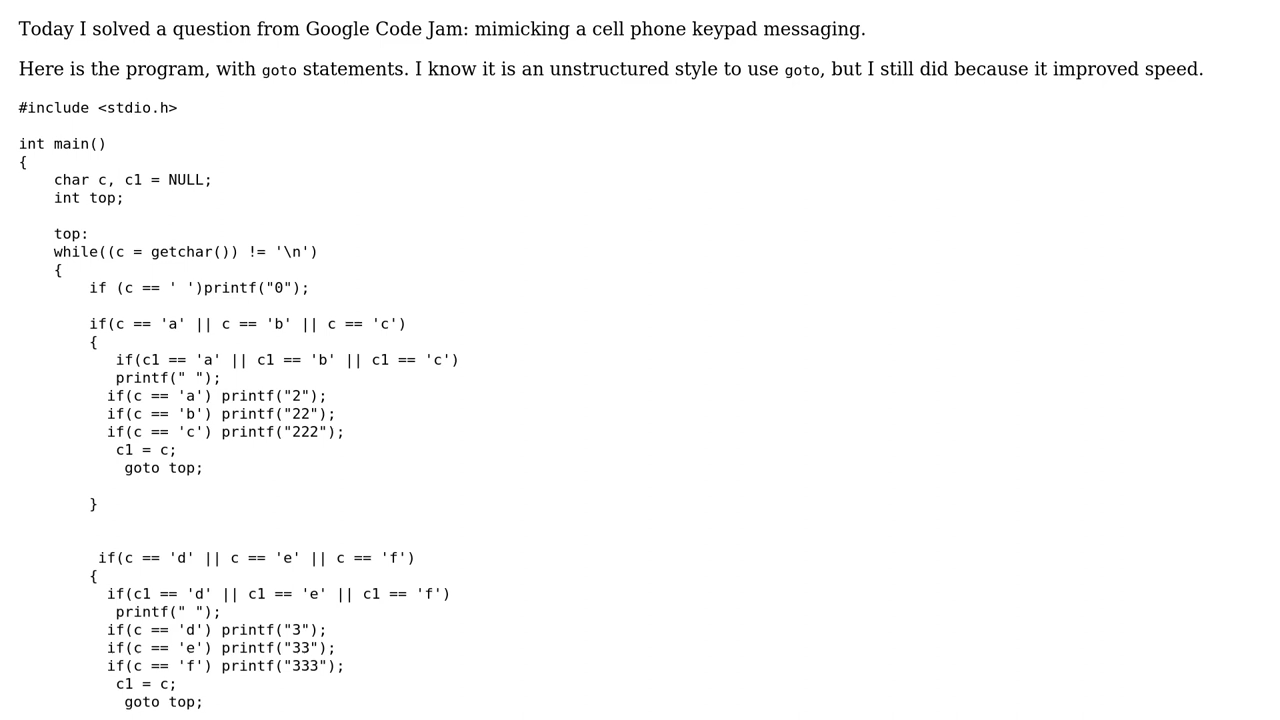 Today I solved a question from Google Code Jam: mimicking a cell phone keypad messaging.
Here is the program, with goto statements. I know it is an unstructured style to use goto, but I still did because it improved speed.
#include <stdio.h>
int main()
{
    char c, c1 = NULL;
    int top;
    top:
    while((c = getchar()) != '\n')
    {
        if (c == ' ')printf("0");
        if(c == 'a' || c == 'b' || c == 'c')
        {
           if(c1 == 'a' || c1 == 'b' || c1 == 'c')
           printf(" ");
          if(c == 'a') printf("2");
          if(c == 'b') printf("22");
          if(c == 'c') printf("222");
           c1 = c;
            goto top;
        }
         if(c == 'd' || c == 'e' || c == 'f')
        {
          if(c1 == 'd' || c1 == 'e' || c1 == 'f')
           printf(" ");
          if(c == 'd') printf("3");
          if(c == 'e') printf("33");
          if(c == 'f') printf("333");
           c1 = c;
            goto top;